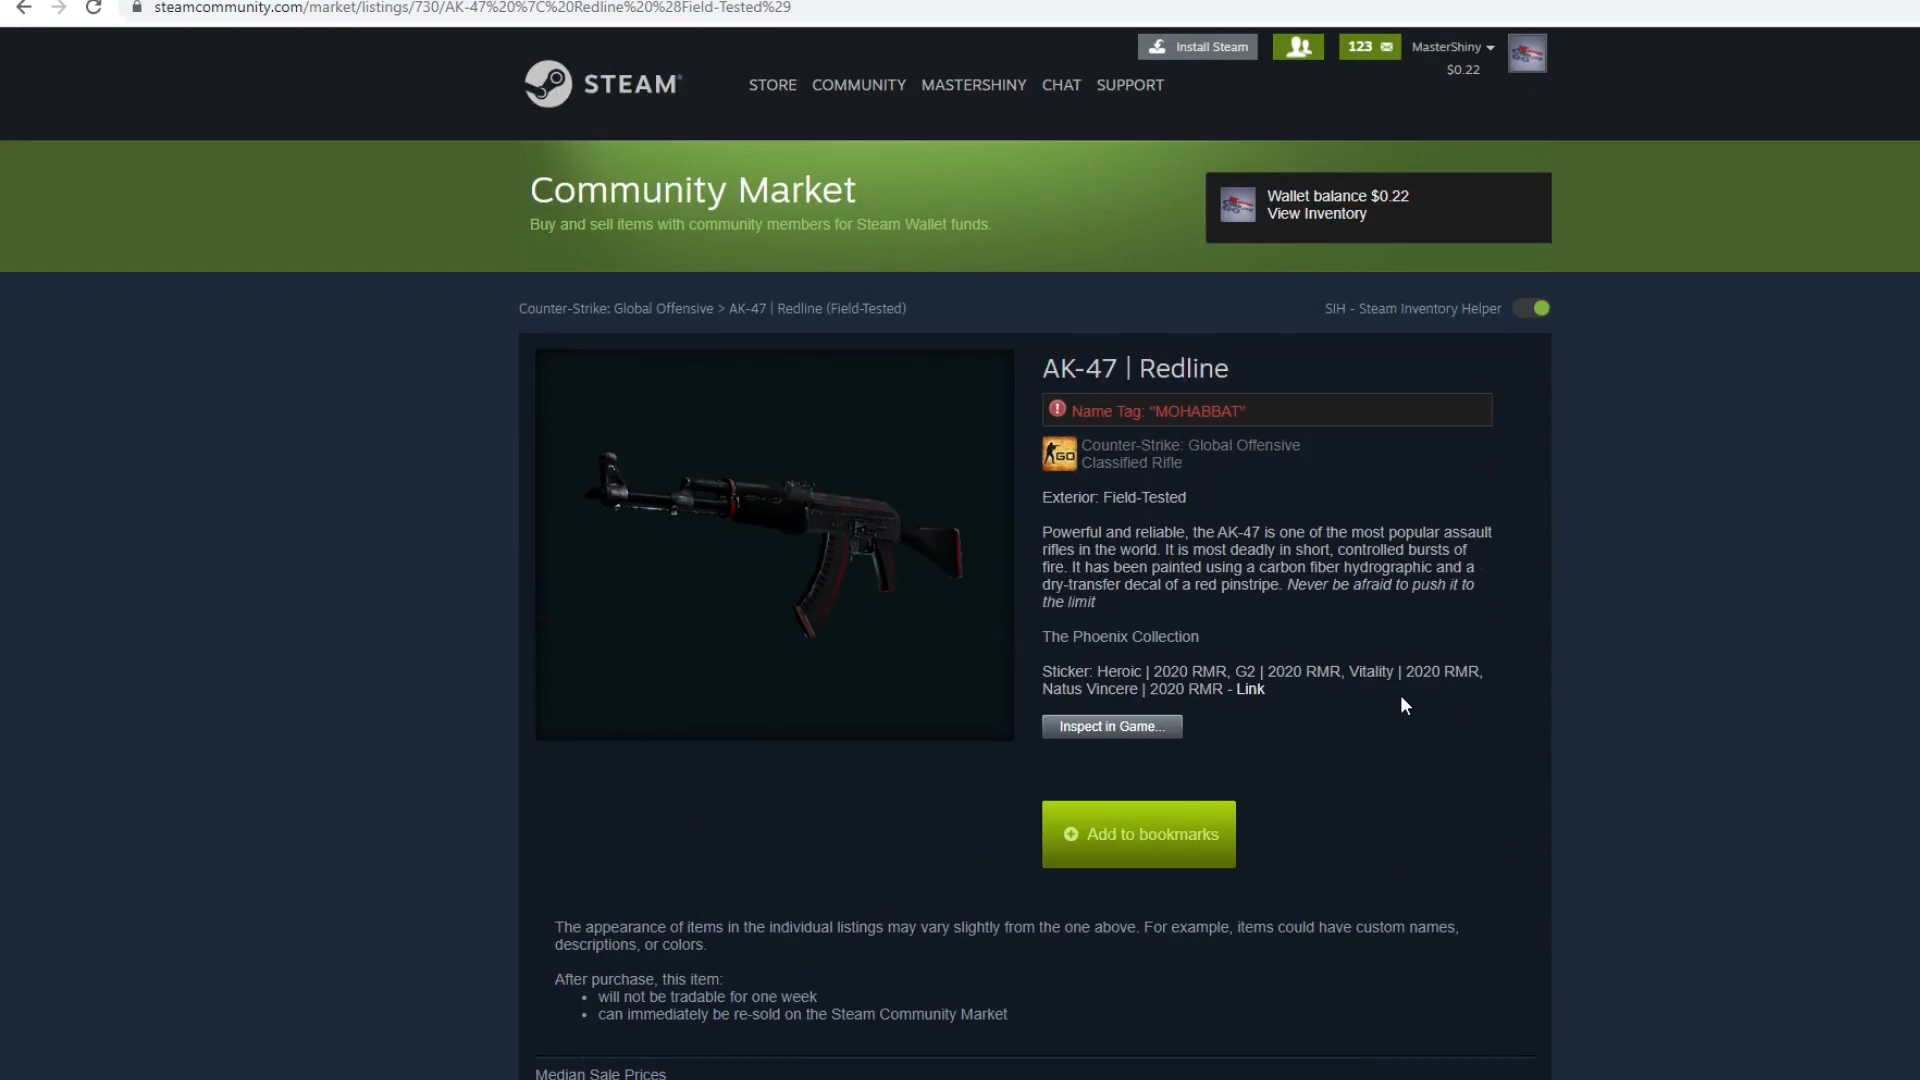 steamcommunity.com/market/listings/730/AK-47%20%7C%20Redline%20%28Field-Tested%29
Install Steam
123
MasterShiny
$0.22
STEAM®
STORE COMMUNITY MASTERSHINY CHAT SUPPORT
Community Market
Buy and sell items with community members for Steam Wallet funds.
Wallet balance $0.22
View Inventory
Counter-Strike: Global Offensive > AK-47 | Redline (Field-Tested)
SIH - Steam Inventory Helper
AK-47 | Redline
Name Tag: "MOHABBAT"
GO
Counter-Strike: Global Offensive
Classified Rifle
Exterior: Field-Tested
Powerful and reliable, the AK-47 is one of the most popular assault
rifles in the world. It is most deadly in short, controlled bursts of
fire. It has been painted using a carbon fiber hydrographic and a
dry-transfer decal of a red pinstripe. Never be afraid to push it to
the limit
The Phoenix Collection
Sticker: Heroic | 2020 RMR, G2 | 2020 RMR, Vitality | 2020 RMR,
Natus Vincere | 2020 RMR - Link
Inspect in Game...
Add to bookmarks
The appearance of items in the individual listings may vary slightly from the one above. For example, items could have custom names,
descriptions, or colors.
After purchase, this item:
• will not be tradable for one week
• can immediately be re-sold on the Steam Community Market
Median Sale Prices